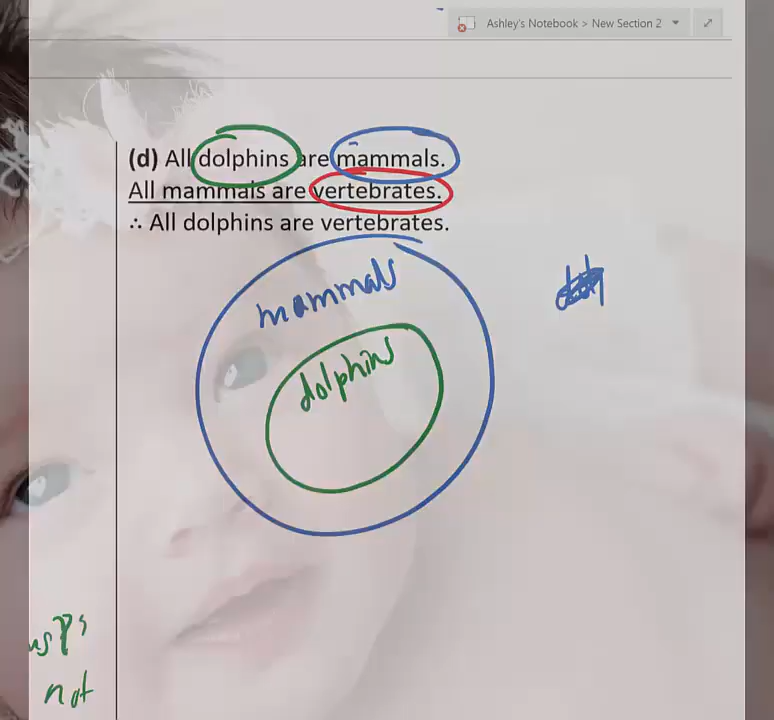 Ashley's Notebook > New Section 2
(d) All dolphins are mammals.
All mammals are vertebrates.
∴ All dolphins are vertebrates.
mammals
dolphins
not